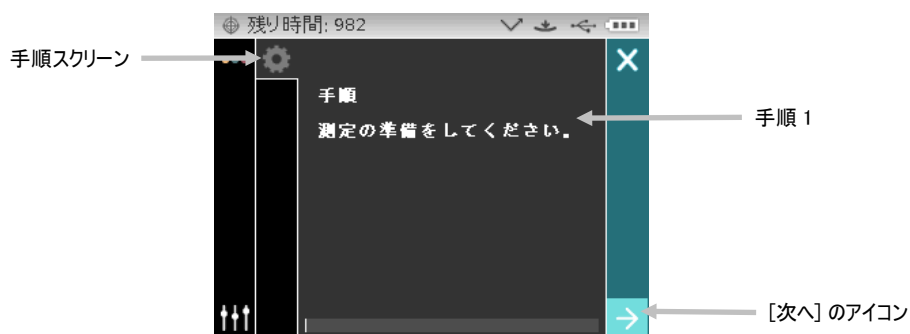 残り時間: 982
手順スクリーン
手順
測定の準備をしてください。
手順 1
[次へ] のアイコン